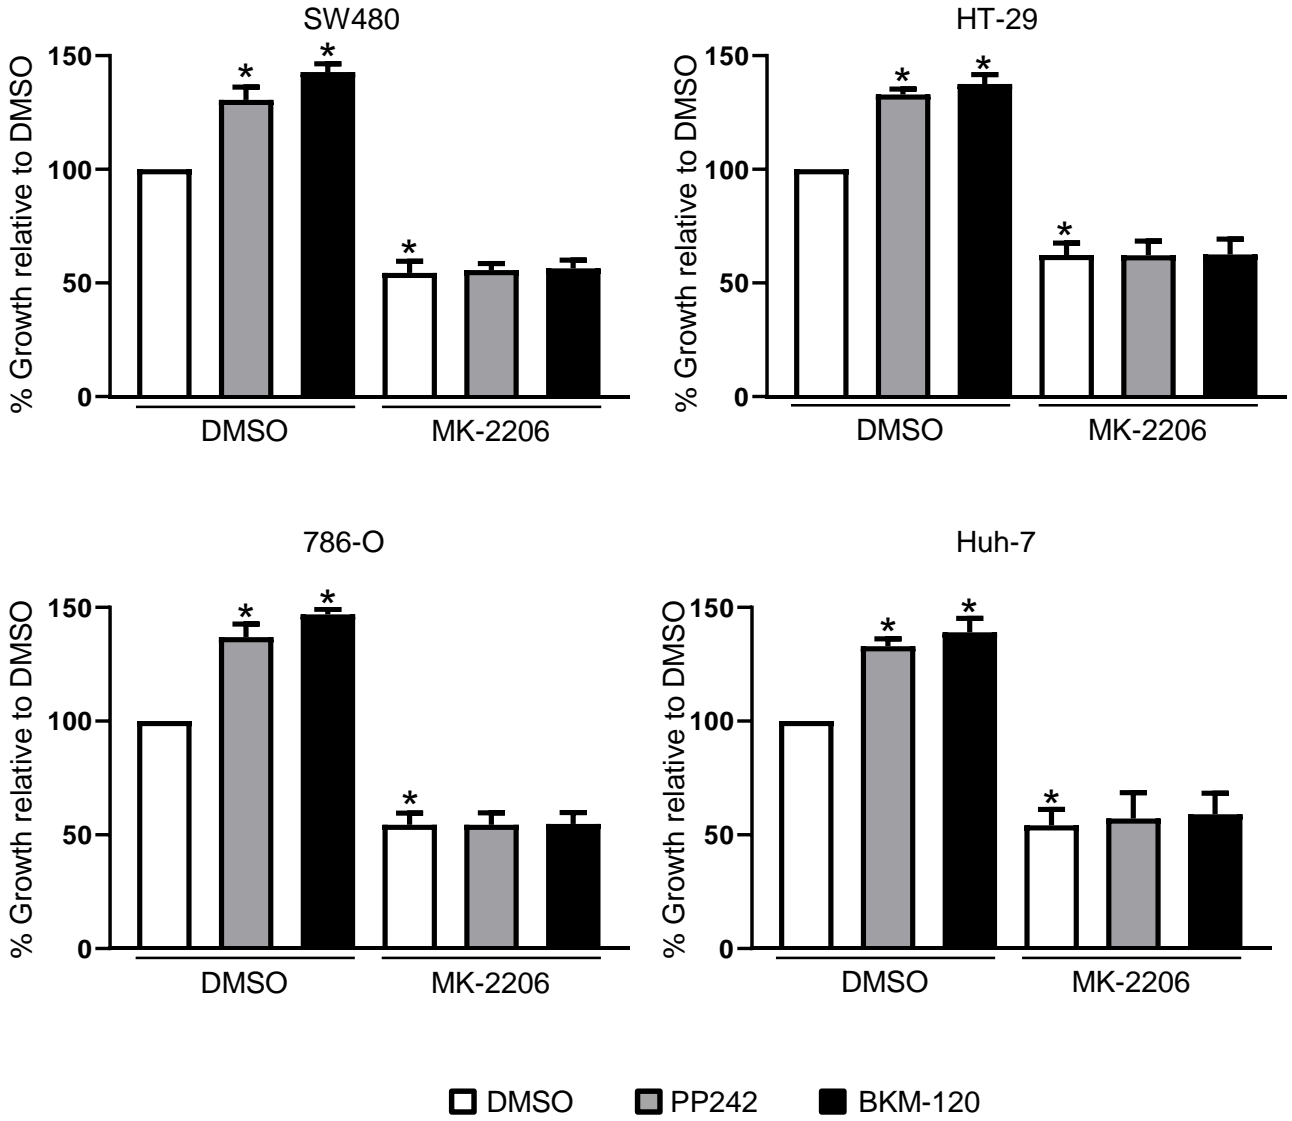 SW480
% Growth relative to DMSO
150
100
50
0
*
*
*
DMSO
MK-2206
HT-29
% Growth relative to DMSO
150
100
50
0
*
*
*
DMSO
MK-2206
786-O
% Growth relative to DMSO
150
100
50
0
*
*
*
DMSO
MK-2206
Huh-7
% Growth relative to DMSO
150
100
50
0
*
*
*
DMSO
MK-2206
DMSO PP242 BKM-120